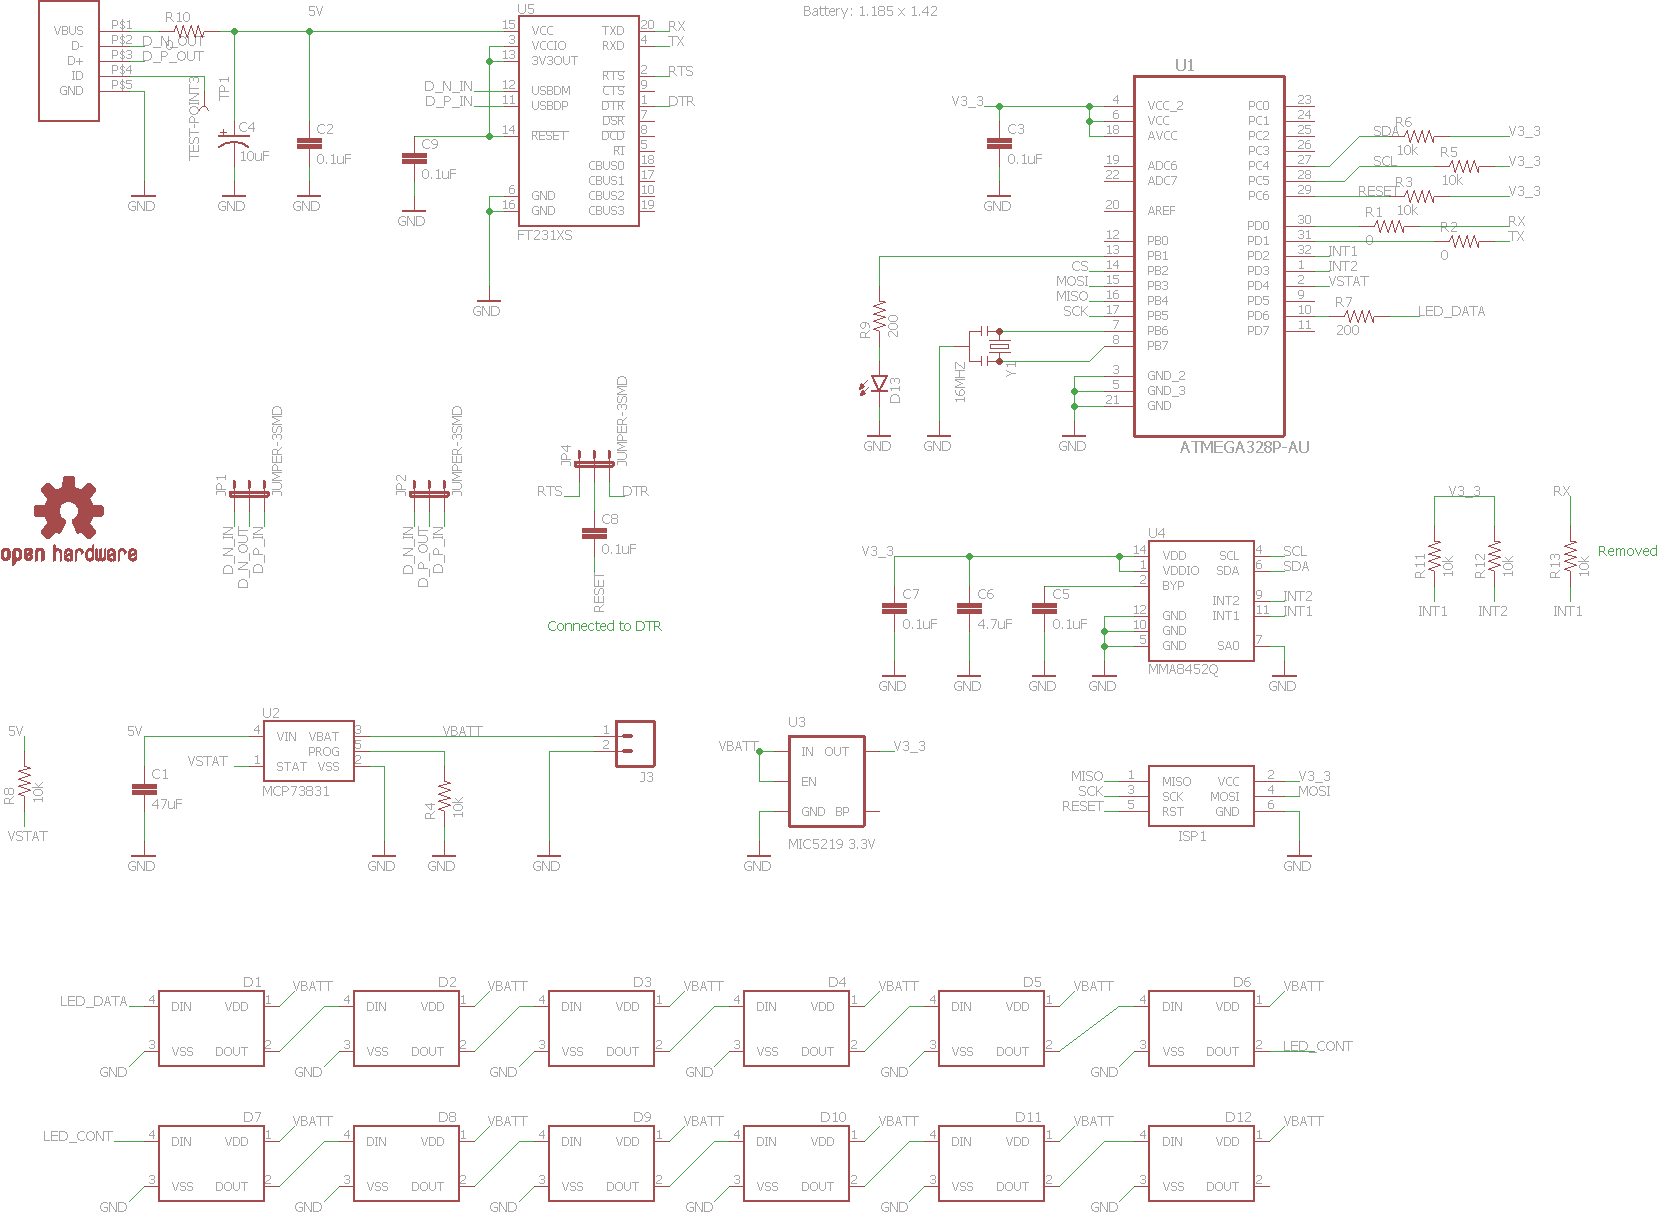 Battery: 1.185 x 1.42
VBUS
D-
D+
ID
GND
P$1
P$2
P$3
P$4
P$5
R10
0
D_N_OUT
D_P_OUT
TEST-POINT3
TP1
5V
C4
10uF
C2
0.1uF
C9
0.1uF
GND
GND
GND
GND
GND
U5
15 VCC TXD 20 RX
3 VCCIO RXD 4 TX
13 3V3OUT
RTS 2 RTS
D_N_IN 12 USBDM CTS 9
D_P_IN 11 USBDP DTR 1 DTR
DSR 7
14 RESET DCD 8
RI 5
CBUS0 18
CBUS1 17
6 GND CBUS2 10
16 GND CBUS3 19
FT231XS
U1
V3_3 4 VCC_2 PC0 23
6 VCC PC1 24
18 AVCC PC2 25
PC3 26
19 ADC6 PC4 27
22 ADC7 PC5 28
PC6 29
20 AREF
PD0 30
12 PB0 PD1 31
13 PB1 PD2 32 INT1
CS 14 PB2 PD3 1 INT2
MOSI 15 PB3 PD4 2 VSTAT
MISO 16 PB4 PD5 9
SCK 17 PB5 PD6 10
7 PB6 PD7 11
8 PB7
3 GND_2
5 GND_3
21 GND
ATMEGA328P-AU
C3
0.1uF
GND
SDA R6 10k V3_3
SCL R5 10k V3_3
RESET R3 10k V3_3
R1 0 RX
R2 0 TX
R7 200 LED_DATA
R9
200
D13
16MHZ
Y1
GND
GND
GND
JP1
JUMPER-3SMD
D_N_IN
D_N_OUT
D_P_IN
JP2
JUMPER-3SMD
D_N_IN
D_P_OUT
D_P_IN
JP4
JUMPER-3SMD
RTS
DTR
C8
0.1uF
RESET
Connected to DTR
open hardware
U4
V3_3 14 VDD SCL 4 SCL
1 VDDIO SDA 6 SDA
2 BYP
INT2 9 INT2
12 GND INT1 11 INT1
10 GND
5 GND SA0 7
MMA8452Q
C7
0.1uF
C6
4.7uF
C5
0.1uF
GND
GND
GND
GND
GND
V3_3
R11
10k
INT1
R12
10k
INT2
RX
R13
10k
INT1
Removed
5V
R8
10k
VSTAT
U2
5V 4 VIN VBAT 3 VBATT
PROG 5
VSTAT 1 STAT VSS 2
MCP73831
C1
47uF
R4
10k
1
2
J3
GND
GND
GND
GND
U3
VBATT IN OUT V3_3
EN
GND BP
MIC5219 3.3V
GND
MISO 1 MISO VCC 2 V3_3
SCK 3 SCK MOSI 4 MOSI
RESET 5 RST GND 6
ISP1
GND
D1 D2 D3 D4 D5 D6
VBATT VBATT VBATT VBATT VBATT VBATT
LED_DATA 4 DIN VDD 1 4 DIN VDD 1 4 DIN VDD 1 4 DIN VDD 1 4 DIN VDD 1 4 DIN VDD 1
3 VSS DOUT 2 3 VSS DOUT 2 3 VSS DOUT 2 3 VSS DOUT 2 3 VSS DOUT 2 3 VSS DOUT 2 LED_CONT
GND GND GND GND GND GND
D7 D8 D9 D10 D11 D12
VBATT VBATT VBATT VBATT VBATT VBATT
LED_CONT 4 DIN VDD 1 4 DIN VDD 1 4 DIN VDD 1 4 DIN VDD 1 4 DIN VDD 1 4 DIN VDD 1
3 VSS DOUT 2 3 VSS DOUT 2 3 VSS DOUT 2 3 VSS DOUT 2 3 VSS DOUT 2 3 VSS DOUT 2
GND GND GND GND GND GND